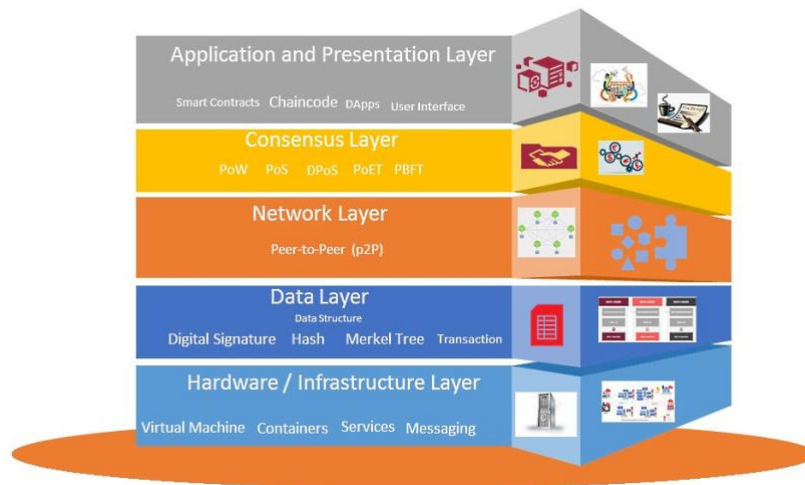 Application and Presentation Layer
Smart Contracts Chaincode DApps User Interface
Consensus Layer
PoW PoS DPoS PoET PBFT
Network Layer
Peer-to-Peer (p2P)
Data Layer
Data Structure
Digital Signature Hash Merkel Tree Transaction
Hardware / Infrastructure Layer
Virtual Machine Containers Services Messaging